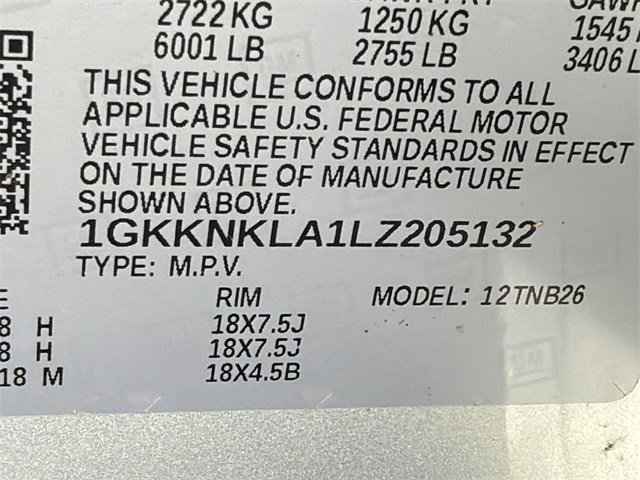 2722 KG 1250 KG 1545
6001 LB 2755 LB 3406 L
THIS VEHICLE CONFORMS TO ALL
APPLICABLE U.S. FEDERAL MOTOR
VEHICLE SAFETY STANDARDS IN EFFECT
ON THE DATE OF MANUFACTURE
SHOWN ABOVE.
1GKKNKLA1LZ205132
TYPE: M.P.V.
E RIM MODEL: 12TNB26
8 H 18X7.5J
8 H 18X7.5J
18 M 18X4.5B